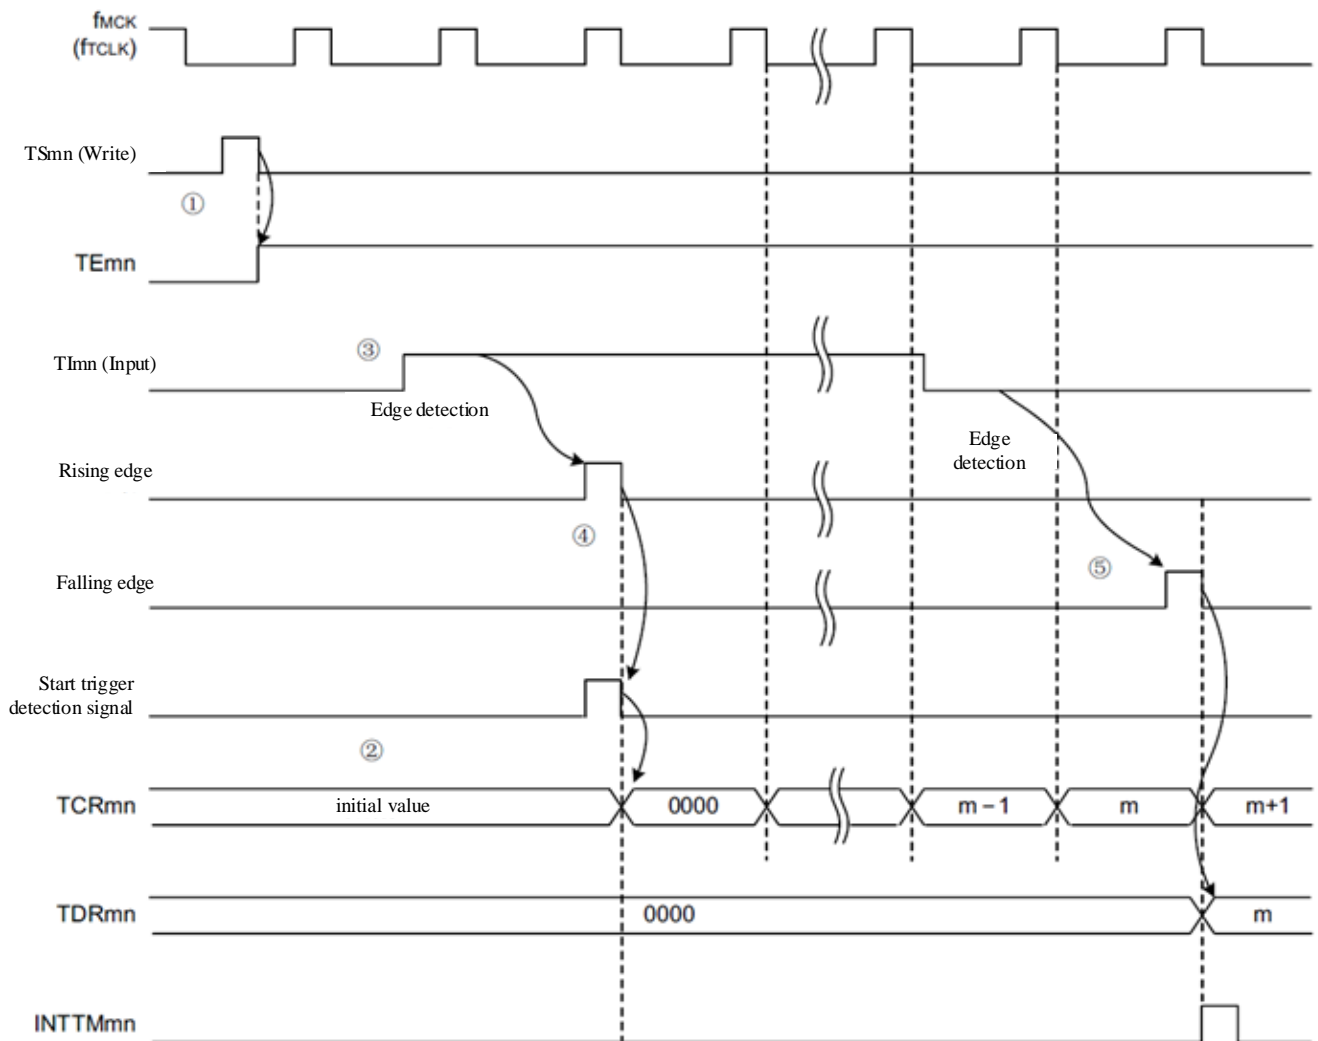 fMCK
(fTCLK)
TSmn (Write)
①
TEmn
③
TImn (Input)
Edge detection
Edge
detection
Rising edge
④
⑤
Falling edge
Start trigger
detection signal
②
TCRmn
initial value
0000
m – 1
m
m+1
TDRmn
0000
m
INTTMmn